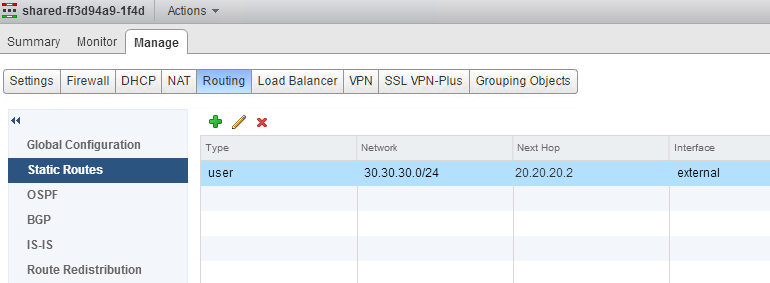 shared-ff3d94a9-1f4d Actions
Summary Monitor Manage
Settings Firewall DHCP NAT Routing Load Balancer VPN SSL VPN-Plus Grouping Objects
Global Configuration
Static Routes
OSPF
BGP
IS-IS
Route Redistribution
Type Network Next Hop Interface
user 30.30.30.0/24 20.20.20.2 external